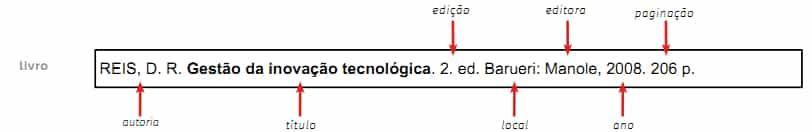 edição editora paginação
livro REIS, D. R. Gestão da inovação tecnológica. 2. ed. Barueri: Manole, 2008. 206 p.
autoria título local ano